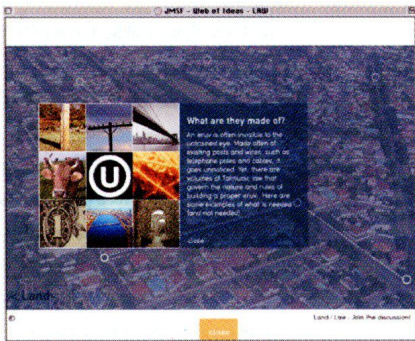 JMSF - Web of Ideas - LAW
What are they made of?
An eruv is often invisible to the
untrained eye. Made often of
existing posts and wires, such as
telephone poles and cables, it
goes unnoticed. Yet, there are
volumes of Talmudic law that
govern the nature and rules of
building a proper eruv. Here are
some examples of what is needed
(and not needed).
close
U
1
Land
Land / Law - Join the discussion!